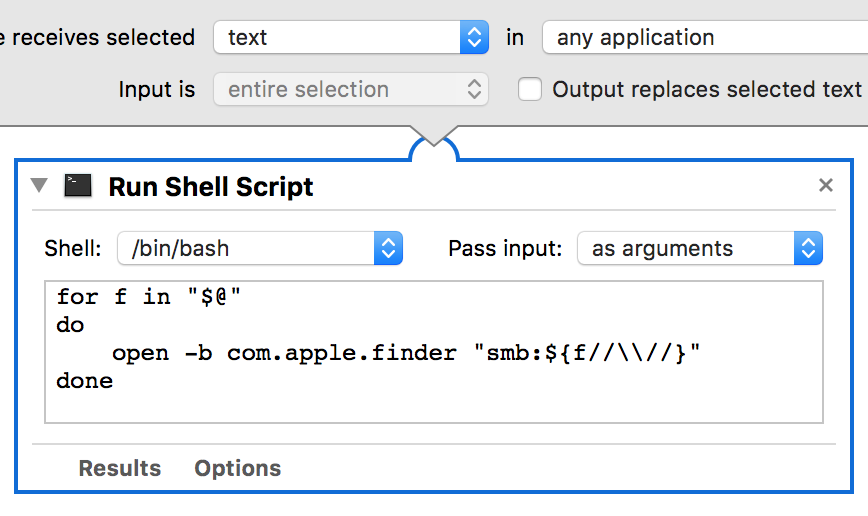 e receives selected text in any application
Input is entire selection Output replaces selected text
Run Shell Script
Shell: /bin/bash Pass input: as arguments
for f in "$@"
do
    open -b com.apple.finder "smb:${f//\\//}"
done
Results Options